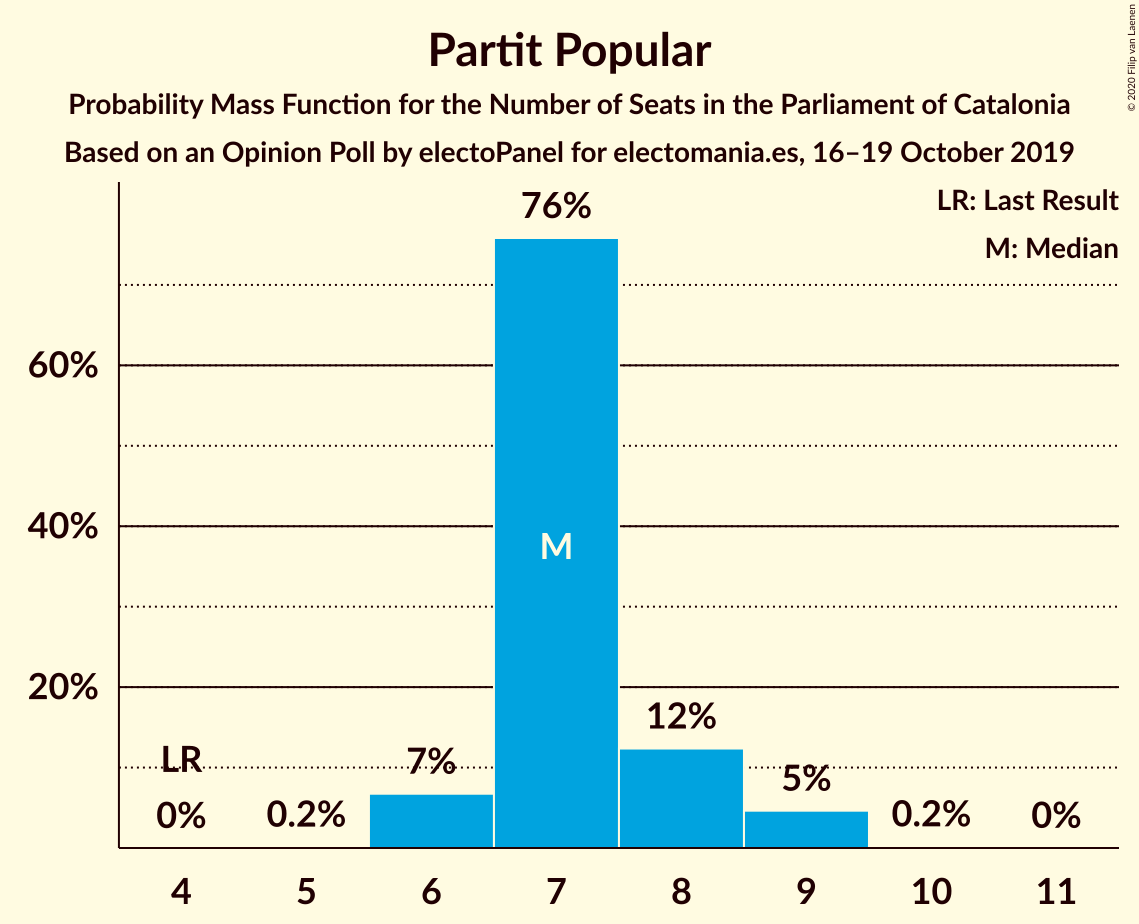 Partit Popular
Probability Mass Function for the Number of Seats in the Parliament of Catalonia
Based on an Opinion Poll by electoPanel for electomania.es, 16–19 October 2019
© 2020 Filip van Laenen
LR: Last Result
M: Median
76%
60%
40%
20%
M
LR
0%
0.2%
7%
12%
5%
0.2%
0%
4 5 6 7 8 9 10 11